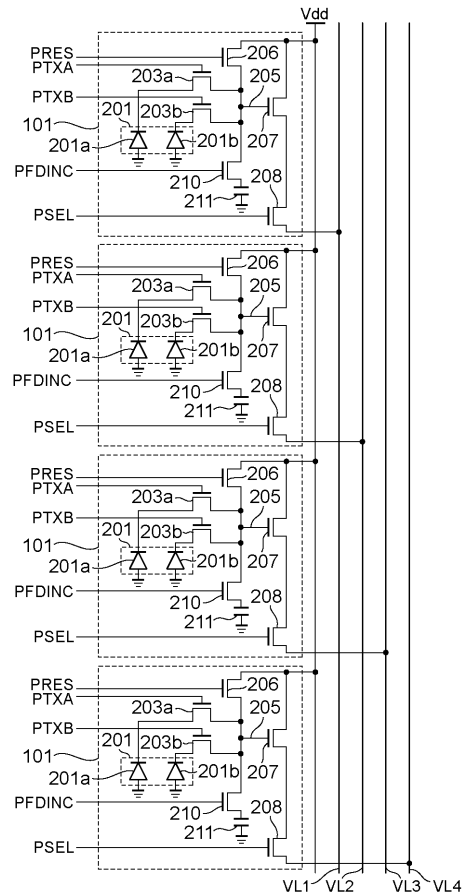 Vdd
PRES
206
PTXA
203a
205
PTXB
201
203b
101
201a
201b
207
PFDINC
210
208
211
PSEL
PRES
206
PTXA
203a
205
PTXB
201
203b
101
201a
201b
207
PFDINC
210
208
211
PSEL
PRES
206
PTXA
203a
205
PTXB
201
203b
101
201a
201b
207
PFDINC
210
208
211
PSEL
PRES
206
PTXA
203a
205
PTXB
201
203b
101
201a
201b
207
PFDINC
210
208
211
PSEL
VL1 VL2 VL3 VL4